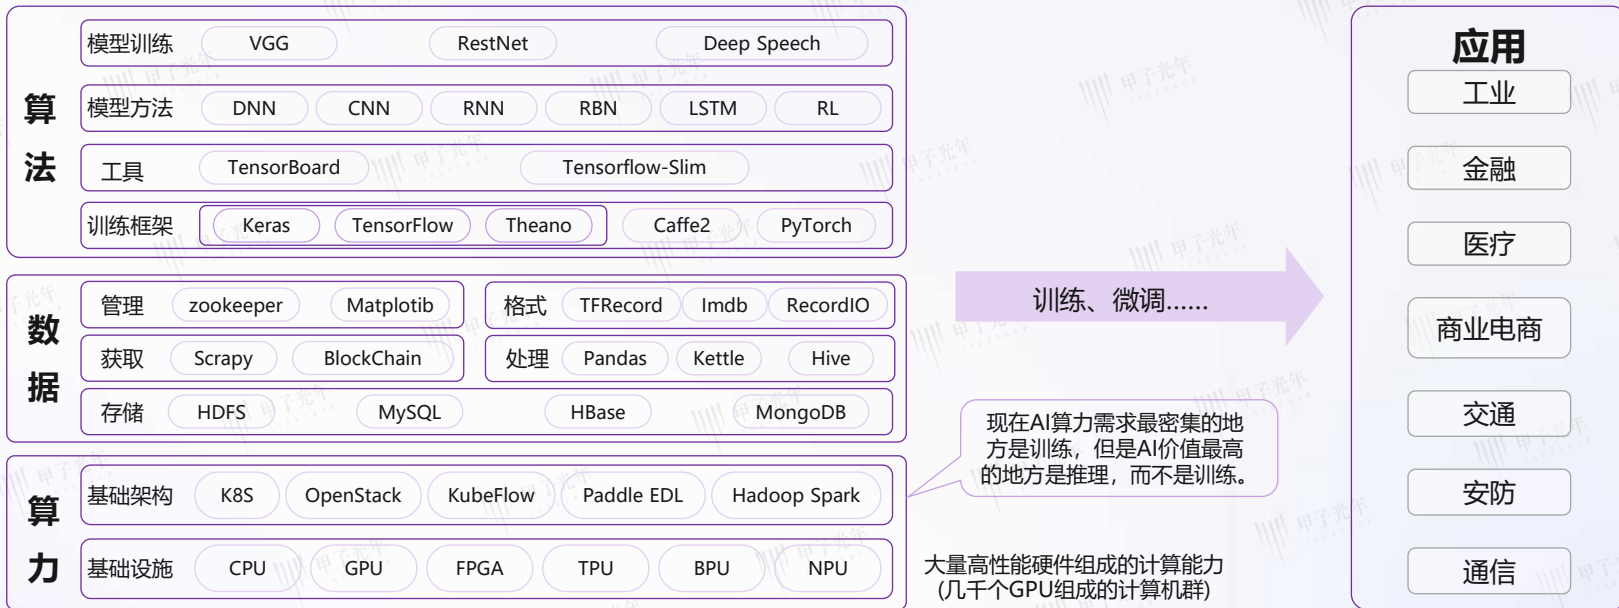 算法
模型训练 VGG RestNet Deep Speech
模型方法 DNN CNN RNN RBN LSTM RL
工具 TensorBoard Tensorflow-Slim
训练框架 Keras TensorFlow Theano Caffe2 PyTorch
数据
管理 zookeeper Matplotib
格式 TFRecord Imdb RecordIO
获取 Scrapy BlockChain
处理 Pandas Kettle Hive
存储 HDFS MySQL HBase MongoDB
算力
基础架构 K8S OpenStack KubeFlow Paddle EDL Hadoop Spark
基础设施 CPU GPU FPGA TPU BPU NPU
训练、微调......
现在AI算力需求最密集的地
方是训练，但是AI价值最高
的地方是推理，而不是训练。
大量高性能硬件组成的计算能力
(几千个GPU组成的计算机群)
应用
工业
金融
医疗
商业电商
交通
安防
通信
甲子光年